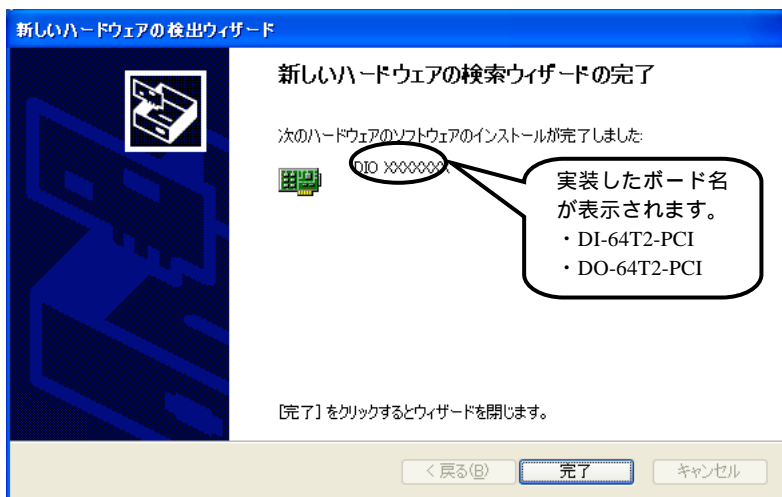 新しいハードウェアの検出ウィザード
新しいハードウェアの検索ウィザードの完了
次のハードウェアのソフトウェアのインストールが完了しました:
DIO XXXXXXX
実装したボード名
が表示されます。
・DI-64T2-PCI
・DO-64T2-PCI
[完了] をクリックするとウィザードを閉じます。
< 戻る(B)
完了
キャンセル